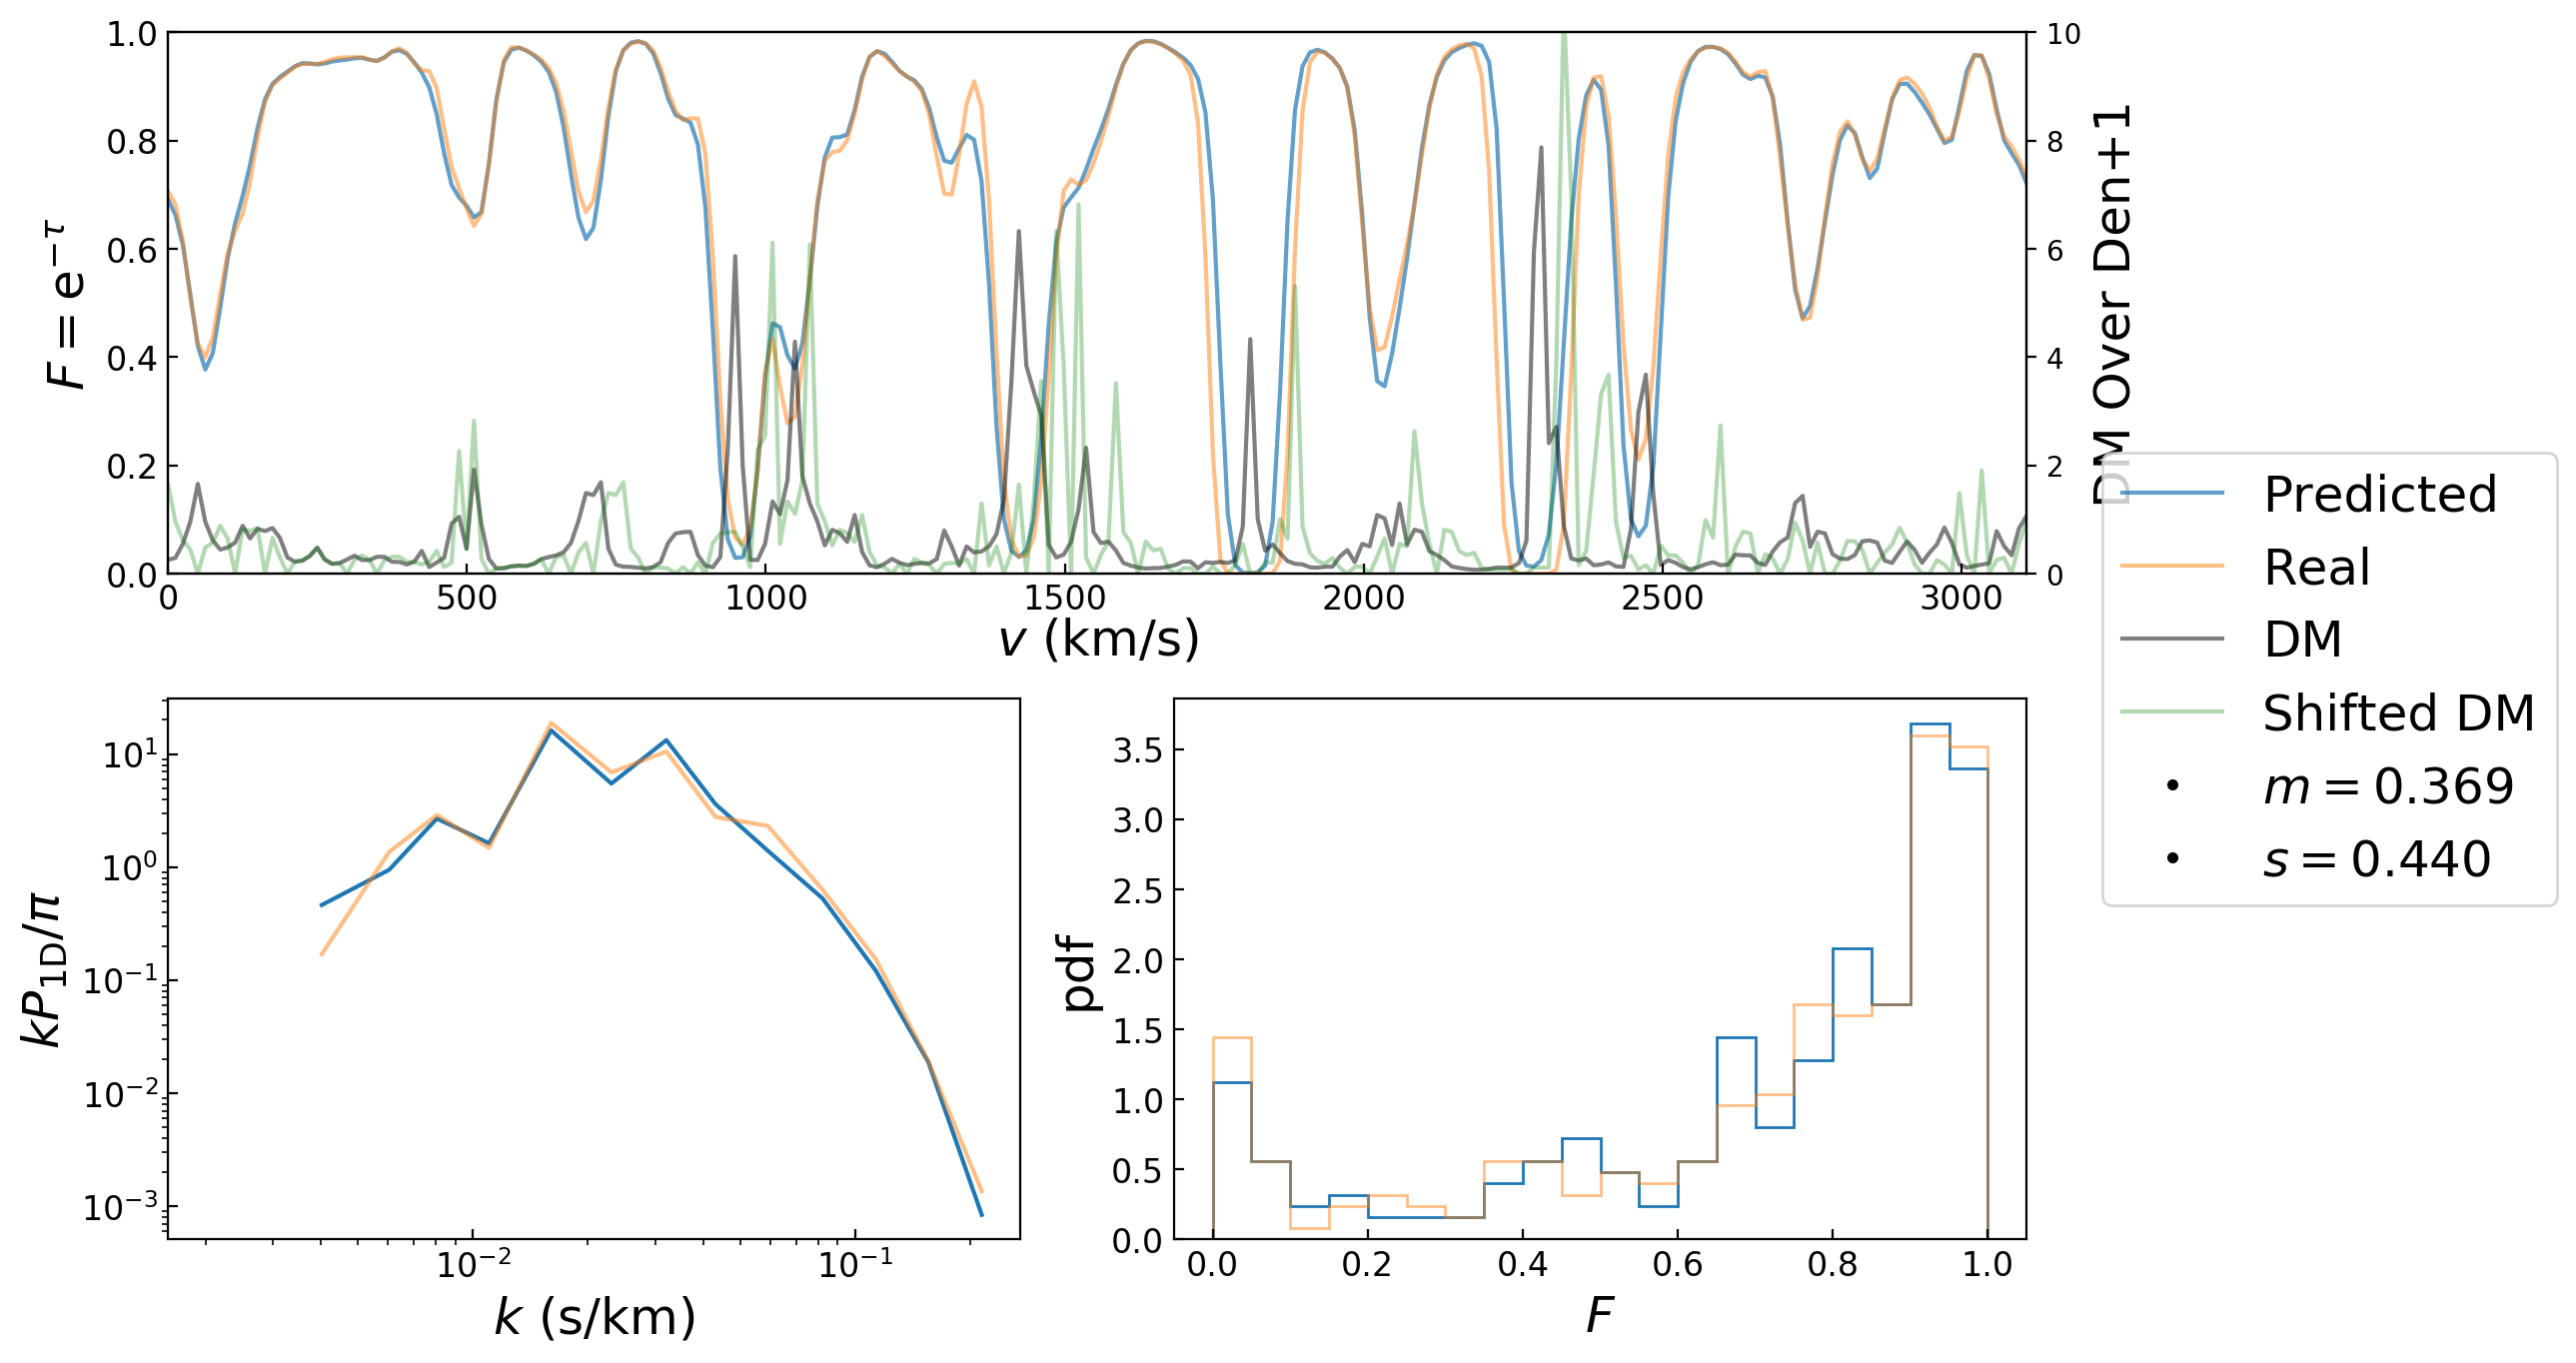 1.0
0.8
0.6
0.4
0.2
0.0
F = e^{−τ}
10
8
6
4
2
0
DM Over Den+1
0 500 1000 1500 2000 2500 3000
v (km/s)
Predicted
Real
DM
Shifted DM
m = 0.369
s = 0.440
10^1
10^0
10^{−1}
10^{−2}
10^{−3}
kP_{1D}/π
10^{−2} 10^{−1}
k (s/km)
3.5
3.0
2.5
2.0
1.5
1.0
0.5
0.0
pdf
0.0 0.2 0.4 0.6 0.8 1.0
F